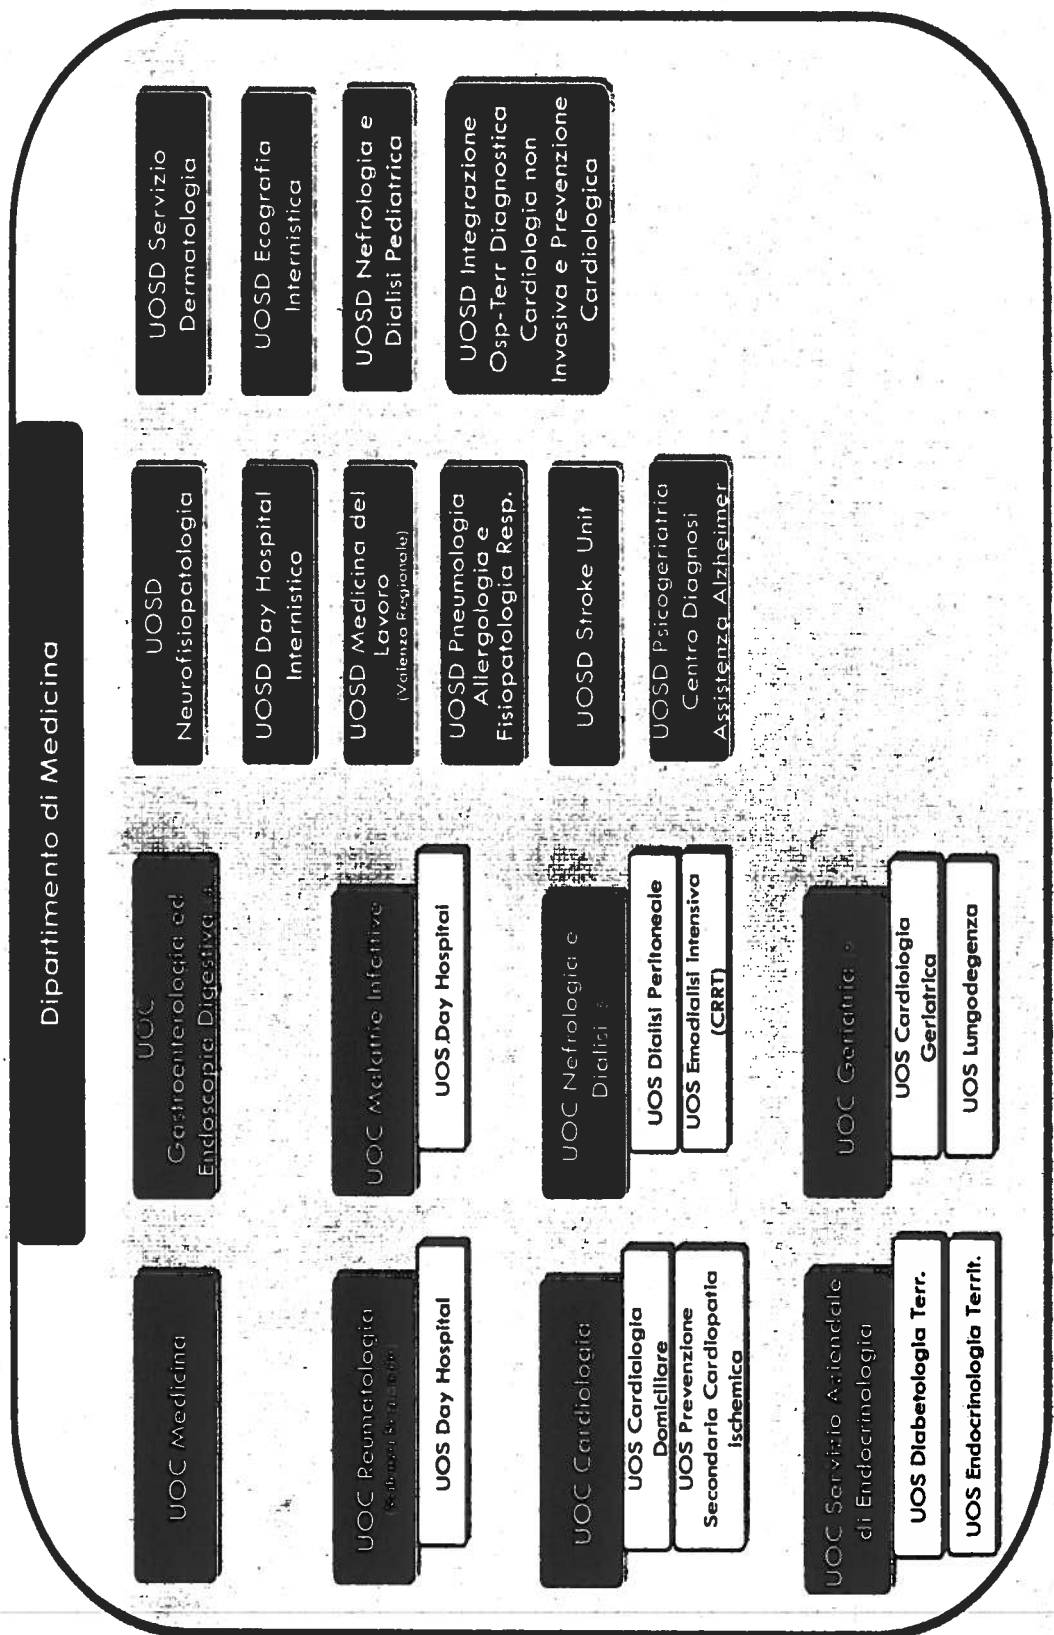 Dipartimento di Medicina
UOC Medicina
UOC Reumatologia
UOS Day Hospital
UOC Cardiologia
UOS Cardiologia
Domiciliare
UOS Prevenzione
Secondaria Cardiopatia
Ischemica
UOC Servizio Aziendale
di Endocrinologia
UOS Diabetologia Terr.
UOS Endocrinologia Territ.
UOC
Gastroenterologia ed
Endoscopia Digestiva
UOC Malattie Infettive
UOS Day Hospital
UOC Nefrologia e
Dialisi
UOS Dialisi Peritoneale
UOS Emodialisi Intensiva
(CRRT)
UOC Geriatria
UOS Cardiologia
Geriatrica
UOS Lungodegenza
UOSD
Neurofisiopatologia
UOSD Day Hospital
Internistico
UOSD Medicina del
Lavoro
(Valenza Regionale)
UOSD Pneumologia
Allergologia e
Fisiopatologia Resp.
UOSD Stroke Unit
UOSD Psicogeriatria
Centro Diagnosi
Assistenza Alzheimer
UOSD Servizio
Dermatologia
UOSD Ecografia
Internistica
UOSD Nefrologia e
Dialisi Pediatrica
UOSD Integrazione
Osp-Terr Diagnostica
Cardiologia non
Invasiva e Prevenzione
Cardiologica